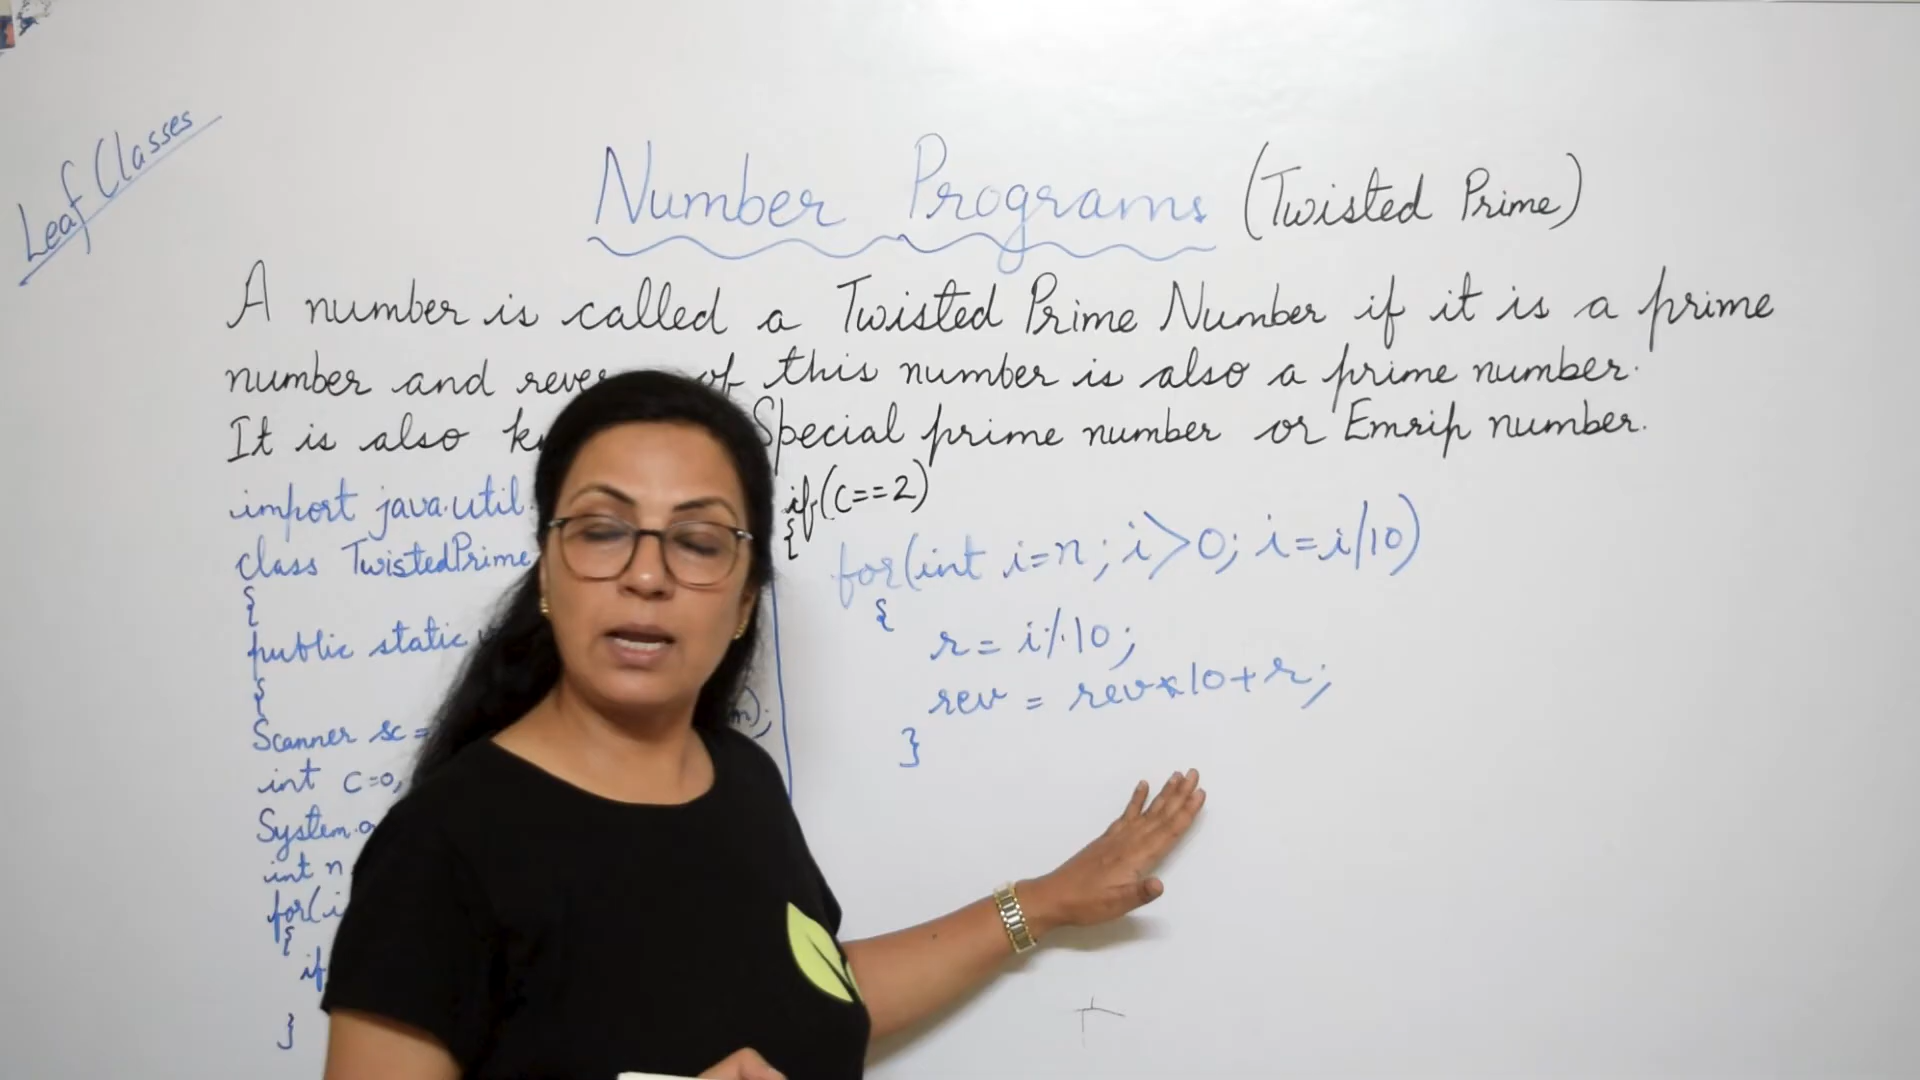 Leaf Classes
Number Programs (Twisted Prime)
A number is called a Twisted Prime Number if it is a prime
number and of this number is also a prime number.
It is also Special prime number or Emrip number.
import java.util.
class TwistedPrime
{
public static
{
Scanner sc =
int c=0,
System.o
int n
for(i
{
if
}
);
if(c==2)
{
for(int i=n; i>0; i=i/10)
{
r = i%10;
rev = rev*10+r;
}